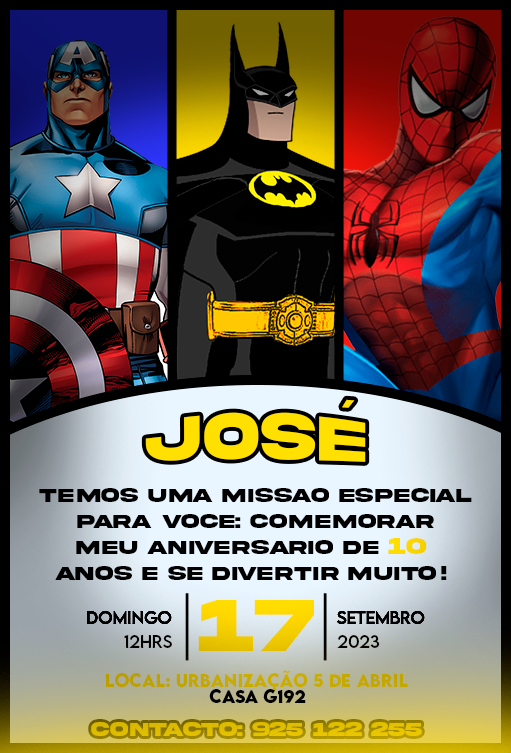 JOSÉ
TEMOS UMA MISSAO ESPECIAL
PARA VOCE: COMEMORAR
MEU ANIVERSARIO DE 10
ANOS E SE DIVERTIR MUITO!
DOMINGO
12HRS
17
SETEMBRO
2023
LOCAL: URBANIZAÇÃO 5 DE ABRIL
CASA G192
CONTACTO: 925 122 255